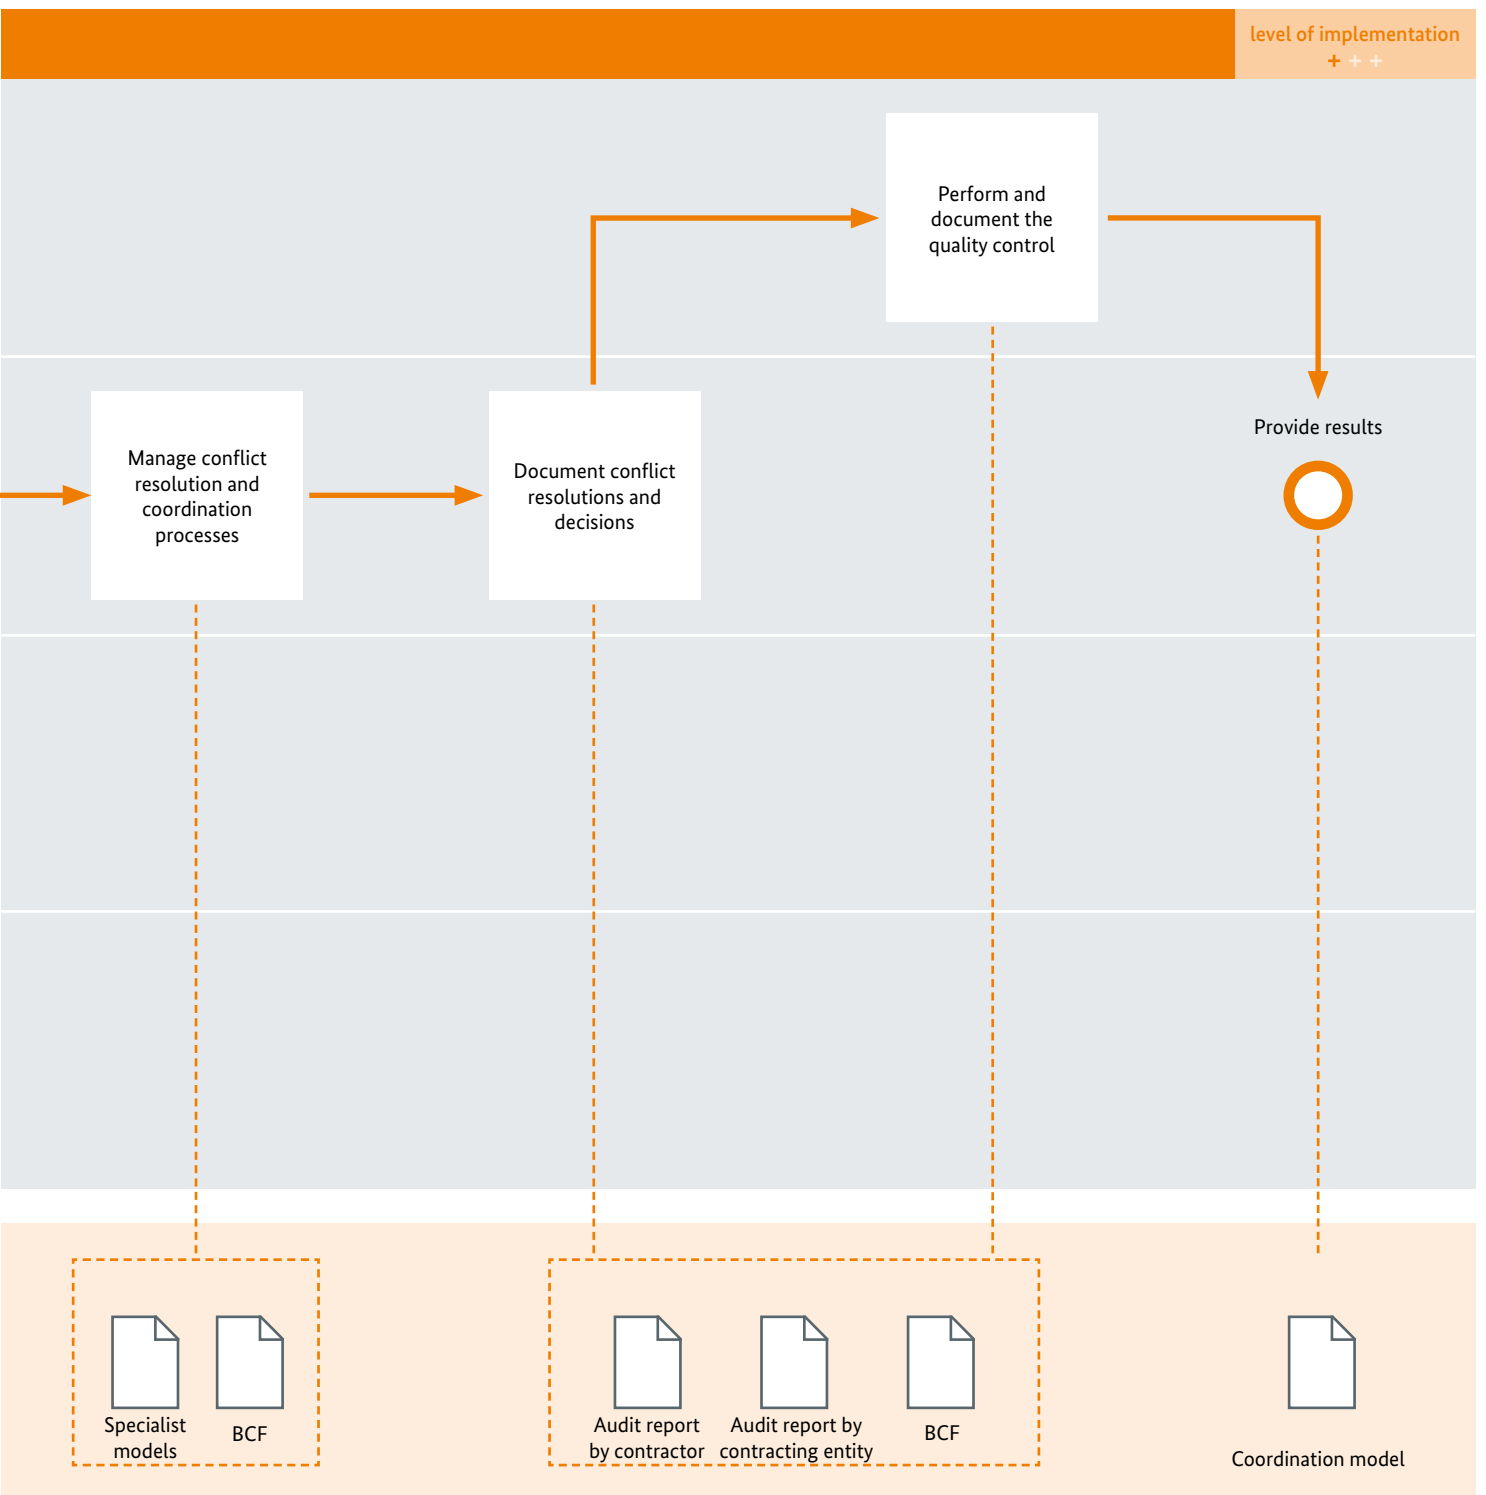 level of implementation
+ + +
Perform and
document the
quality control
Provide results
Manage conflict
resolution and
coordination
processes
Document conflict
resolutions and
decisions
Specialist
models
BCF
Audit report
by contractor
Audit report by
contracting entity
BCF
Coordination model